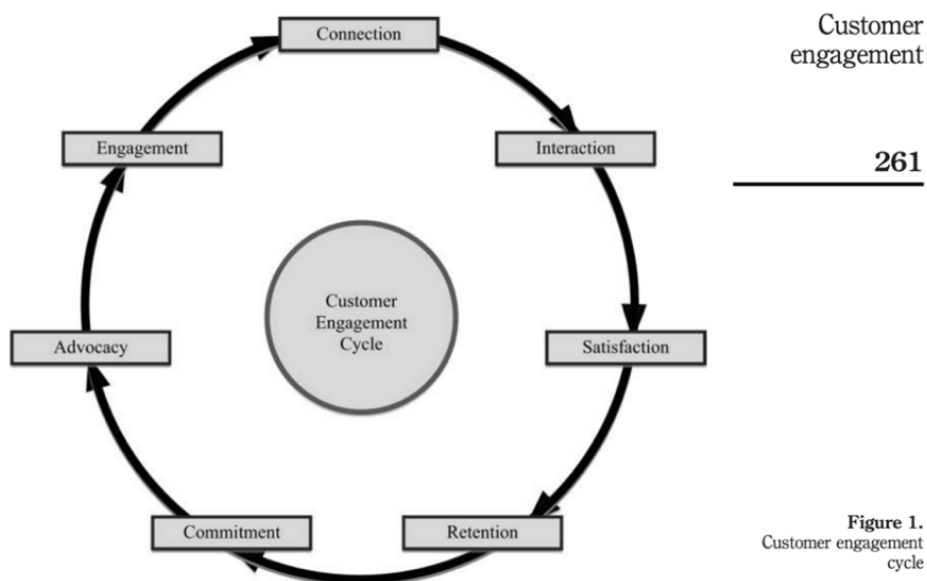 Connection
Customer
engagement
Engagement
Interaction
261
Customer
Engagement
Cycle
Advocacy
Satisfaction
Commitment
Retention
Figure 1.
Customer engagement
cycle